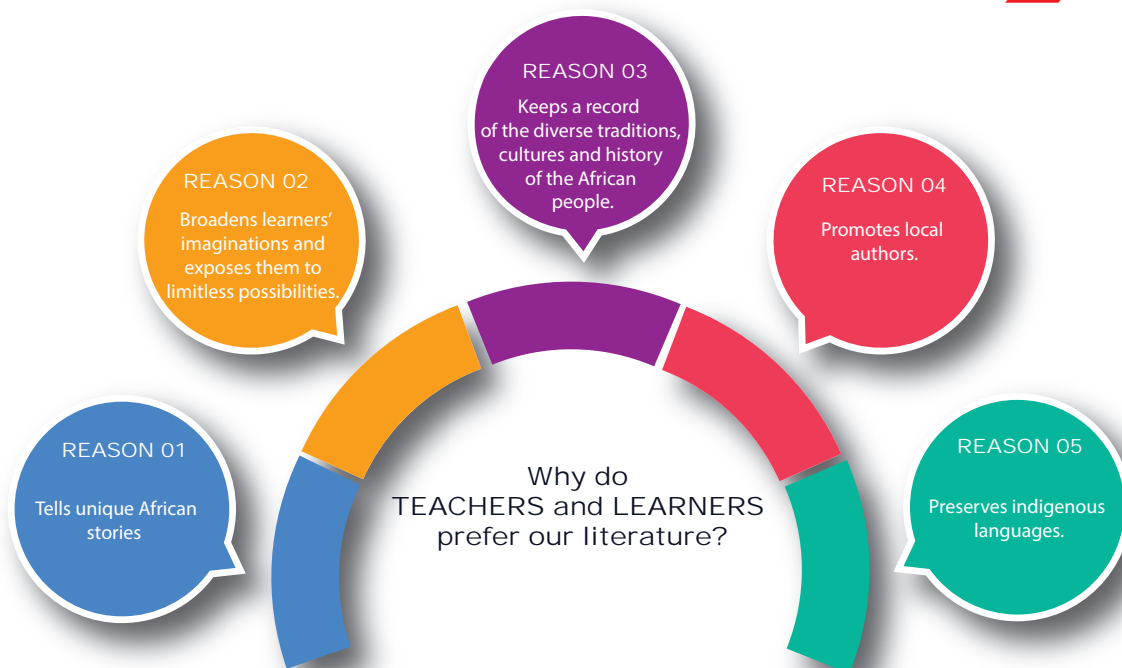 REASON 01
Tells unique African
stories
REASON 02
Broadens learners’
imaginations and
exposes them to
limitless possibilities.
REASON 03
Keeps a record
of the diverse traditions,
cultures and history
of the African
people.
REASON 04
Promotes local
authors.
REASON 05
Preserves indigenous
languages.
Why do
TEACHERS and LEARNERS
prefer our literature?